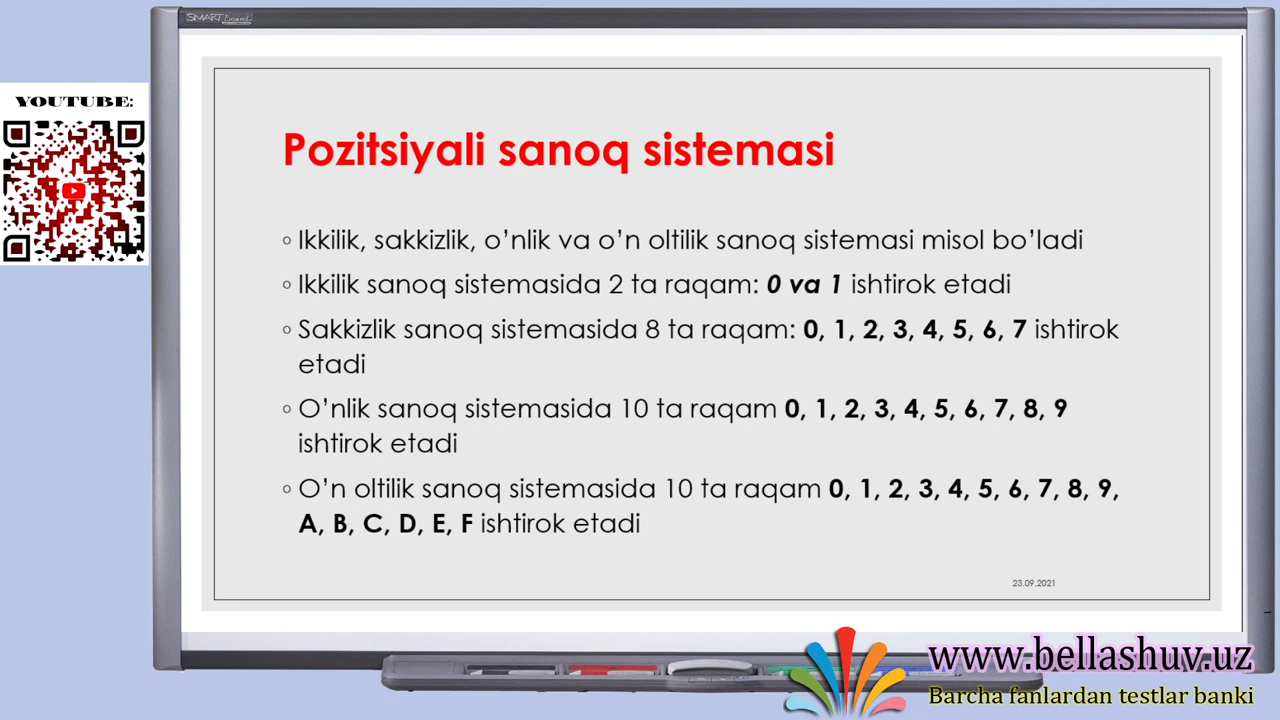 SMART Board
YOUTUBE:
Pozitsiyali sanoq sistemasi
Ikkilik, sakkizlik, o’nlik va o’n oltilik sanoq sistemasi misol bo’ladi
Ikkilik sanoq sistemasida 2 ta raqam: 0 va 1 ishtirok etadi
Sakkizlik sanoq sistemasida 8 ta raqam: 0, 1, 2, 3, 4, 5, 6, 7 ishtirok
etadi
O’nlik sanoq sistemasida 10 ta raqam 0, 1, 2, 3, 4, 5, 6, 7, 8, 9
ishtirok etadi
O’n oltilik sanoq sistemasida 10 ta raqam 0, 1, 2, 3, 4, 5, 6, 7, 8, 9,
A, B, C, D, E, F ishtirok etadi
23.09.2021
www.bellashuv.uz
Barcha fanlardan testlar banki